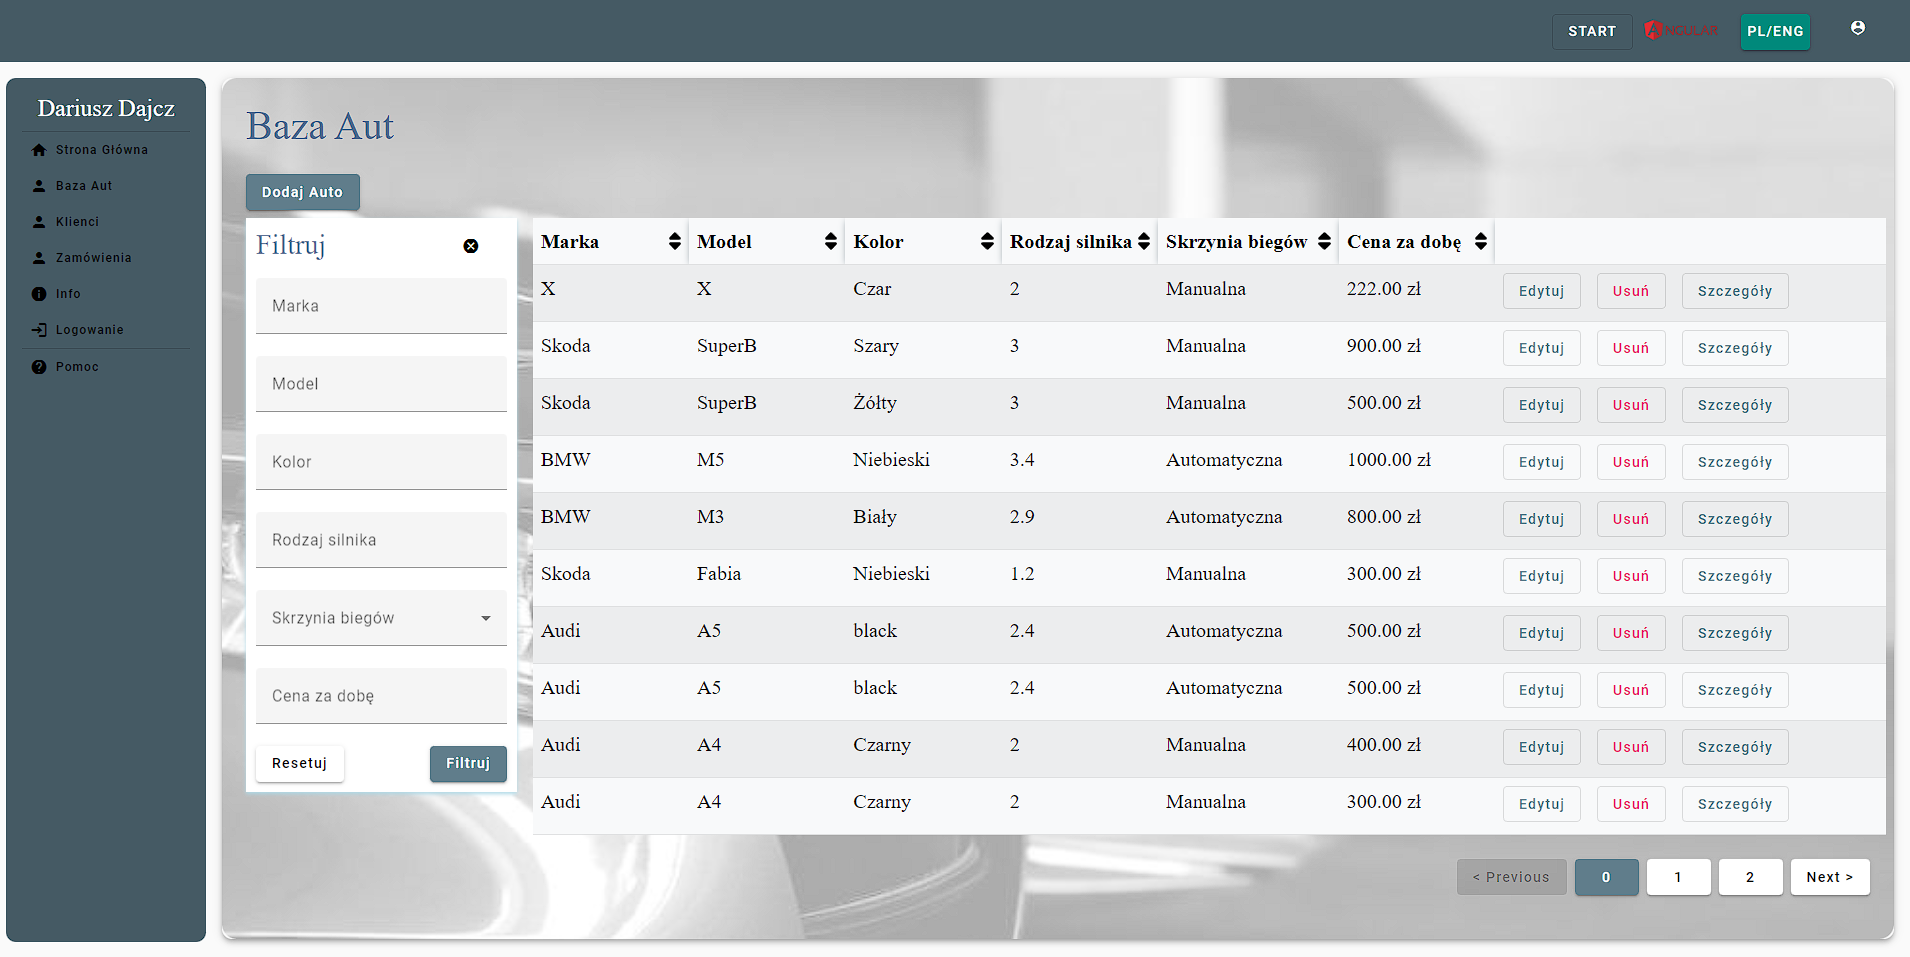 START ANGULAR PL/ENG
Dariusz Dajcz
Strona Główna
Baza Aut
Klienci
Zamówienia
Info
Logowanie
Pomoc
Baza Aut
Dodaj Auto
Filtruj
Marka
Model
Kolor
Rodzaj silnika
Skrzynia biegów
Cena za dobę
Resetuj Filtruj
Marka Model Kolor Rodzaj silnika Skrzynia biegów Cena za dobę
X X Czar 2 Manualna 222.00 zł Edytuj Usuń Szczegóły
Skoda SuperB Szary 3 Manualna 900.00 zł Edytuj Usuń Szczegóły
Skoda SuperB Żółty 3 Manualna 500.00 zł Edytuj Usuń Szczegóły
BMW M5 Niebieski 3.4 Automatyczna 1000.00 zł Edytuj Usuń Szczegóły
BMW M3 Biały 2.9 Automatyczna 800.00 zł Edytuj Usuń Szczegóły
Skoda Fabia Niebieski 1.2 Manualna 300.00 zł Edytuj Usuń Szczegóły
Audi A5 black 2.4 Automatyczna 500.00 zł Edytuj Usuń Szczegóły
Audi A5 black 2.4 Automatyczna 500.00 zł Edytuj Usuń Szczegóły
Audi A4 Czarny 2 Manualna 400.00 zł Edytuj Usuń Szczegóły
Audi A4 Czarny 2 Manualna 300.00 zł Edytuj Usuń Szczegóły
< Previous 0 1 2 Next >